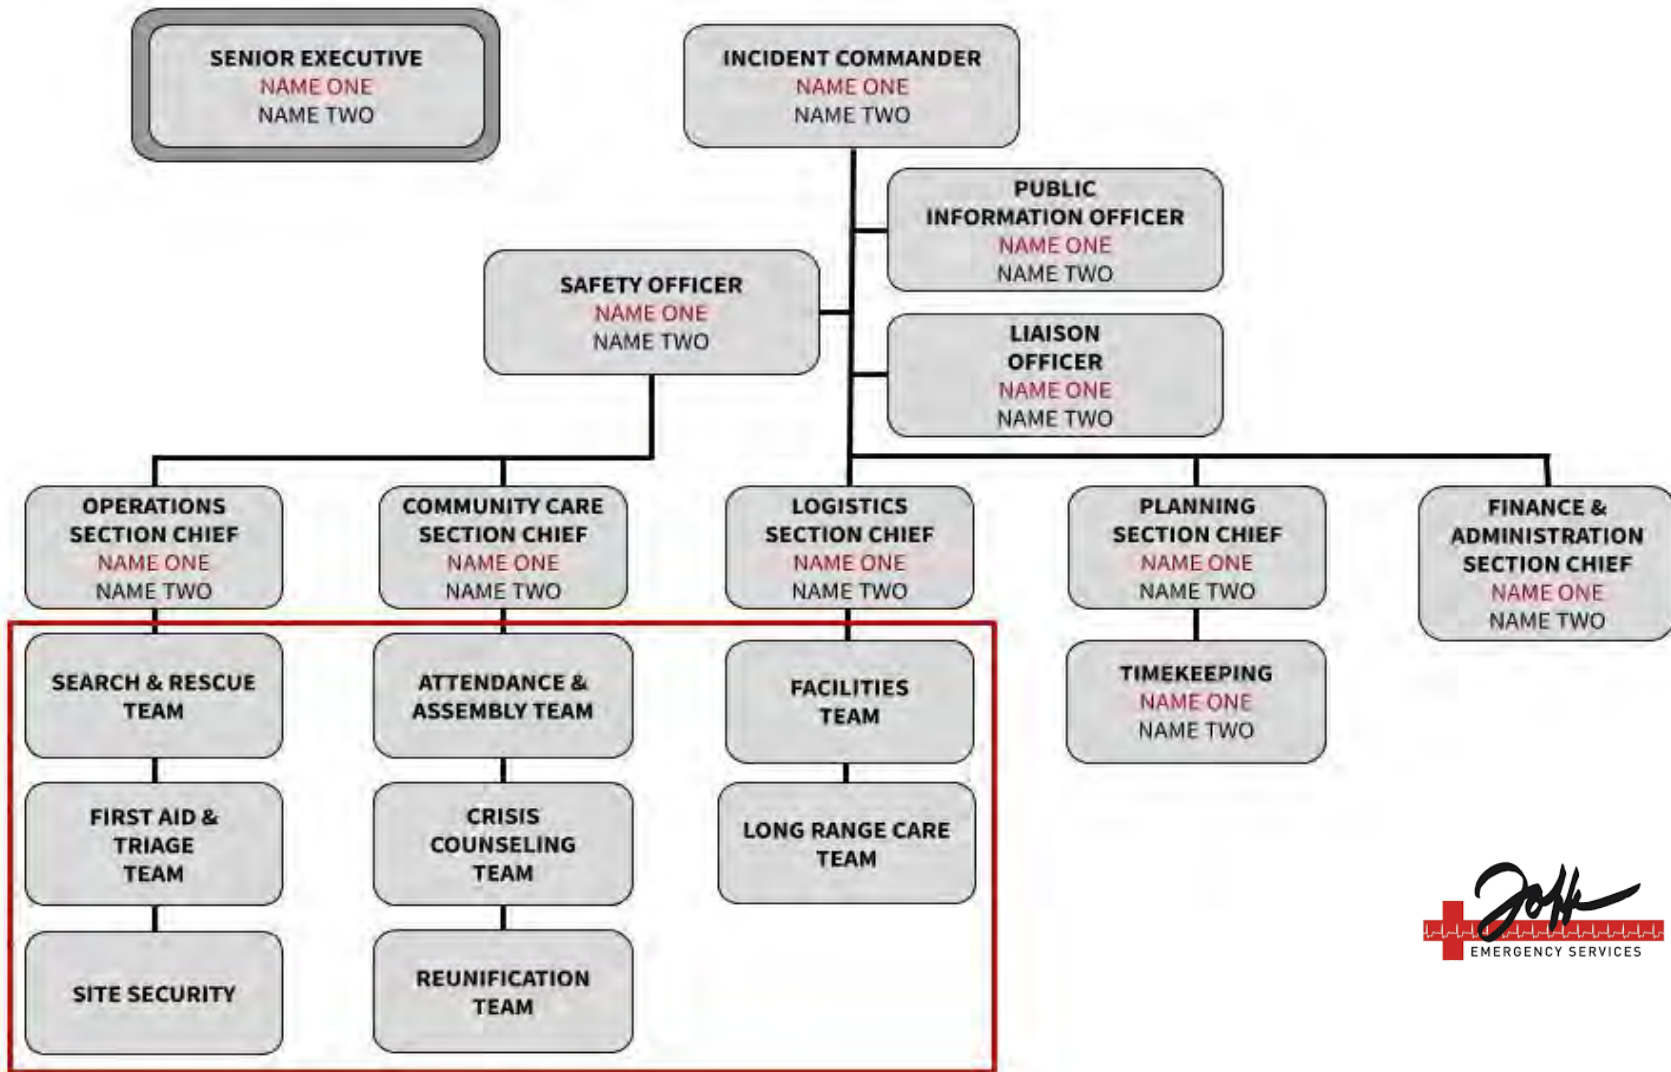 SENIOR EXECUTIVE
NAME ONE
NAME TWO
INCIDENT COMMANDER
NAME ONE
NAME TWO
PUBLIC
INFORMATION OFFICER
NAME ONE
NAME TWO
SAFETY OFFICER
NAME ONE
NAME TWO
LIAISON
OFFICER
NAME ONE
NAME TWO
OPERATIONS
SECTION CHIEF
NAME ONE
NAME TWO
COMMUNITY CARE
SECTION CHIEF
NAME ONE
NAME TWO
LOGISTICS
SECTION CHIEF
NAME ONE
NAME TWO
PLANNING
SECTION CHIEF
NAME ONE
NAME TWO
FINANCE &
ADMINISTRATION
SECTION CHIEF
NAME ONE
NAME TWO
SEARCH & RESCUE
TEAM
ATTENDANCE &
ASSEMBLY TEAM
FACILITIES
TEAM
TIMEKEEPING
NAME ONE
NAME TWO
FIRST AID &
TRIAGE
TEAM
CRISIS
COUNSELING
TEAM
LONG RANGE CARE
TEAM
SITE SECURITY
REUNIFICATION
TEAM
Joffe
EMERGENCY SERVICES